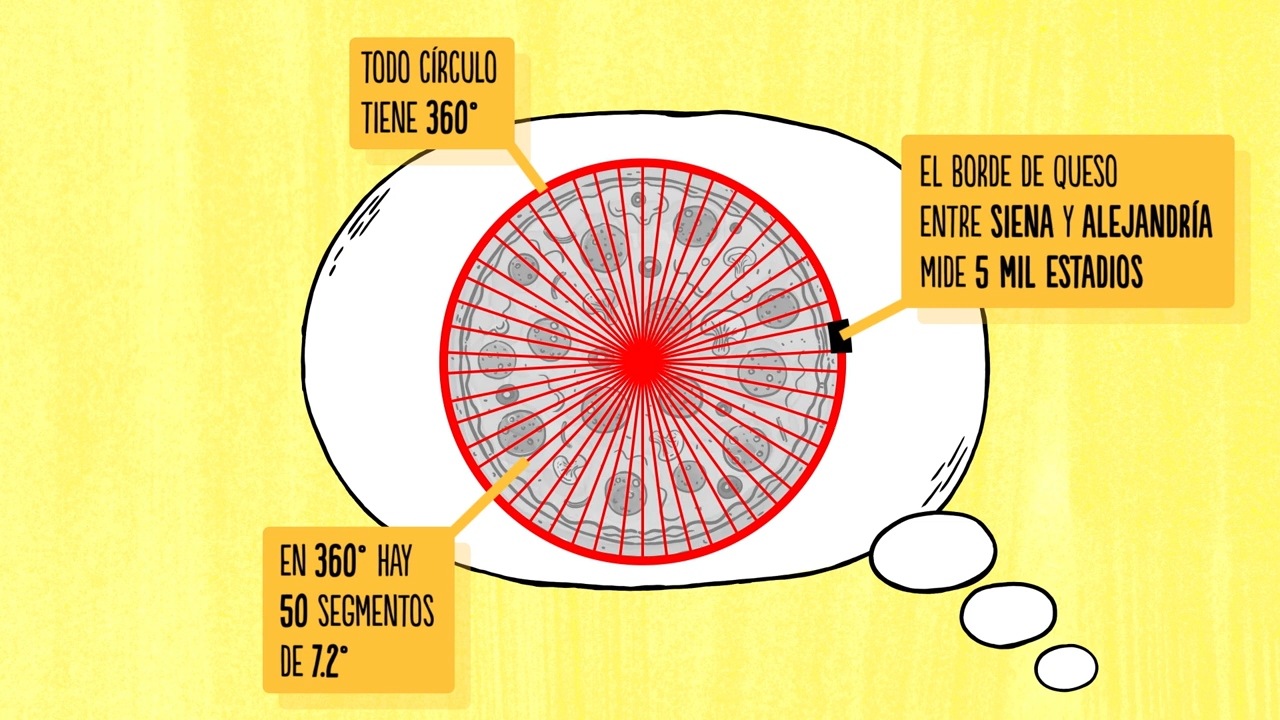 TODO CÍRCULO
TIENE 360°
EL BORDE DE QUESO
ENTRE SIENA Y ALEJANDRÍA
MIDE 5 MIL ESTADIOS
EN 360° HAY
50 SEGMENTOS
DE 7.2°